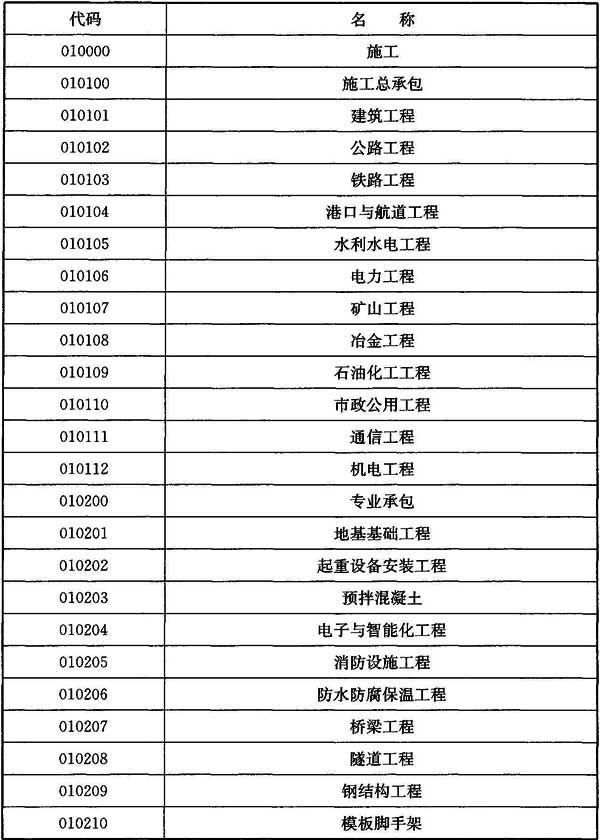 代码 名 称
010000 施工
010100 施工总承包
010101 建筑工程
010102 公路工程
010103 铁路工程
010104 港口与航道工程
010105 水利水电工程
010106 电力工程
010107 矿山工程
010108 冶金工程
010109 石油化工工程
010110 市政公用工程
010111 通信工程
010112 机电工程
010200 专业承包
010201 地基基础工程
010202 起重设备安装工程
010203 预拌混凝土
010204 电子与智能化工程
010205 消防设施工程
010206 防水防腐保温工程
010207 桥梁工程
010208 隧道工程
010209 钢结构工程
010210 模板脚手架